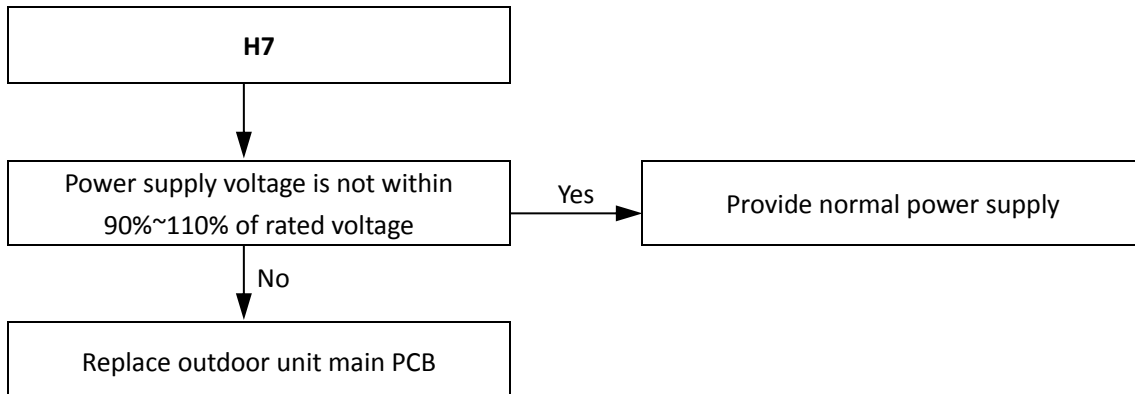 H7
Power supply voltage is not within
90%~110% of rated voltage
Yes
Provide normal power supply
No
Replace outdoor unit main PCB